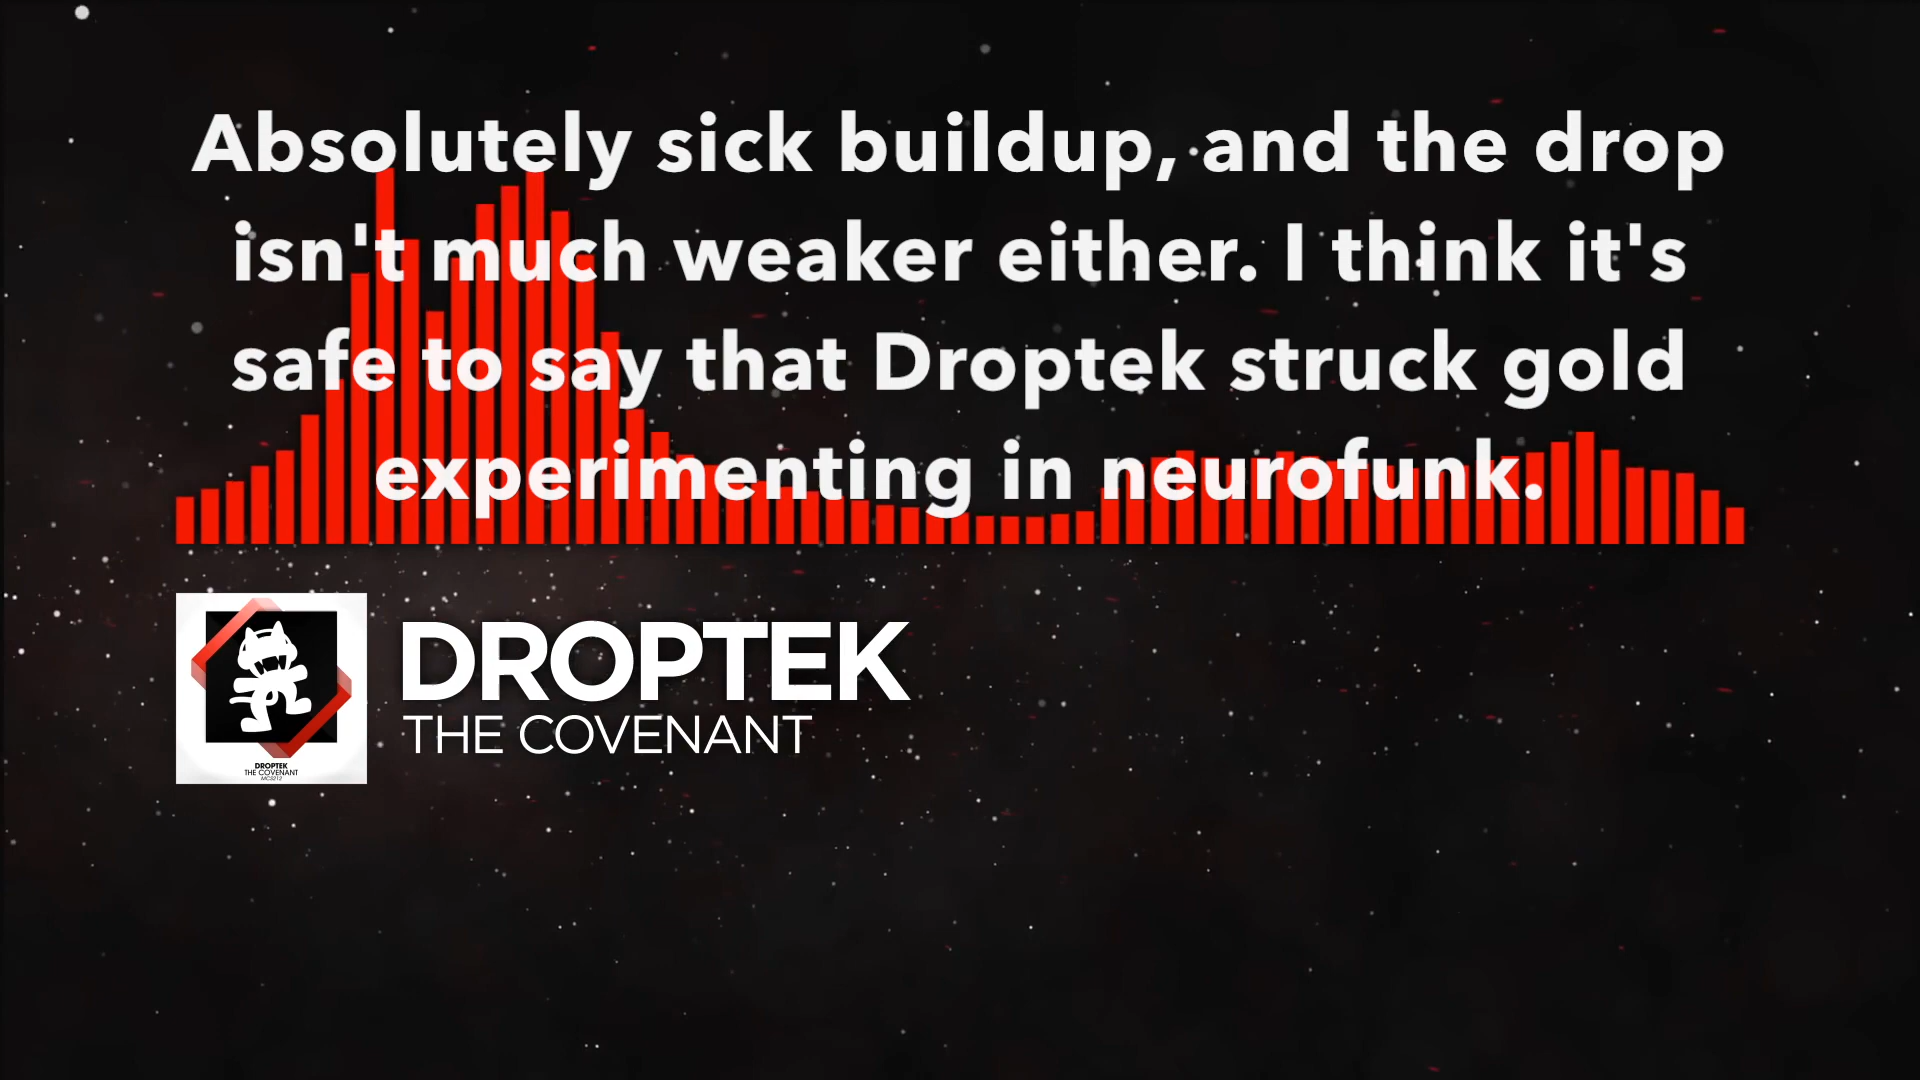 Absolutely sick buildup, and the drop
isn't much weaker either. I think it's
safe to say that Droptek struck gold
experimenting in neurofunk.
DROPTEK
THE COVENANT
DROPTEK
THE COVENANT
MCS212